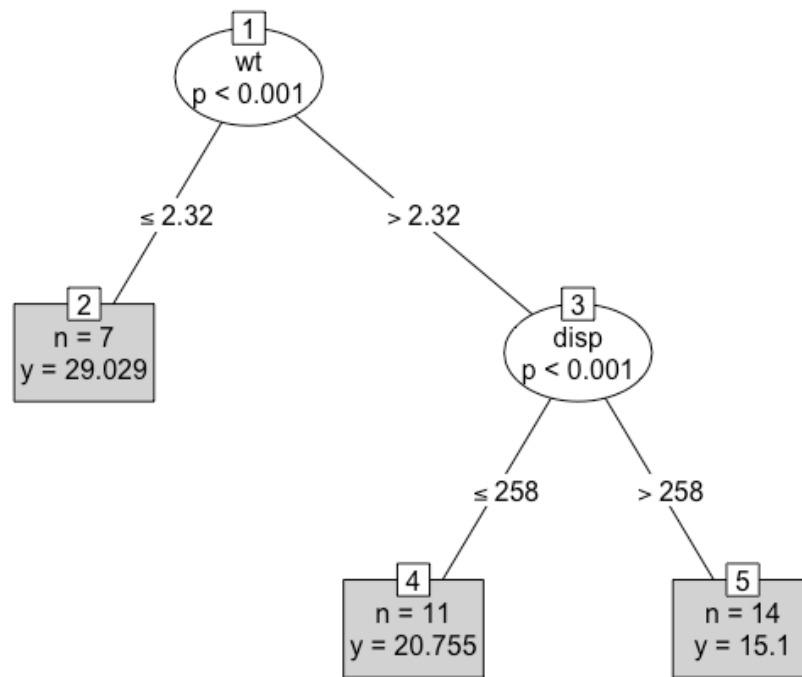 1
wt
p < 0.001
≤ 2.32
> 2.32
2
n = 7
y = 29.029
3
disp
p < 0.001
≤ 258
> 258
4
n = 11
y = 20.755
5
n = 14
y = 15.1